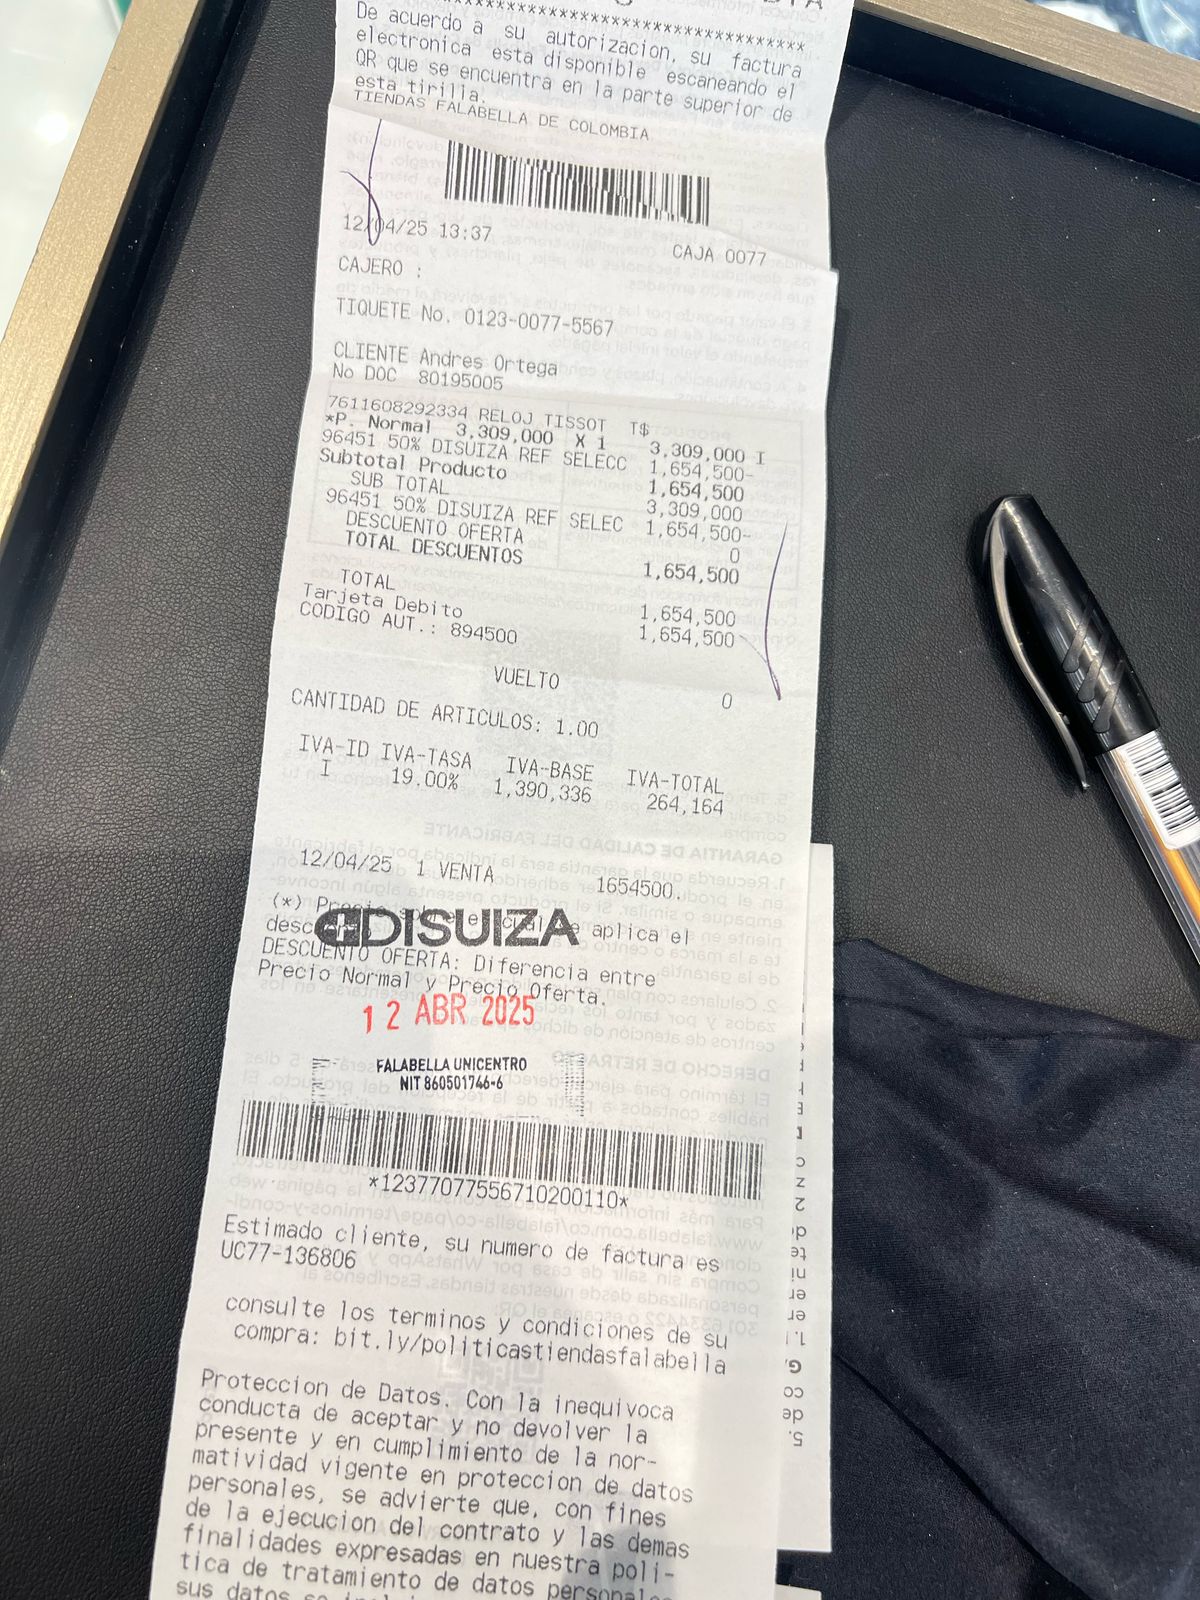 *******************************
De acuerdo a su autorizacion, su factura
electronica esta disponible escaneando el
QR que se encuentra en la parte superior de
esta tirilla.
TIENDAS FALABELLA DE COLOMBIA
12/04/25 13:37 CAJA 0077
CAJERO :
TIQUETE No. 0123-0077-5567
CLIENTE Andres Ortega
No DOC 80195005
7611608292334 RELOJ TISSOT T$
*P. Normal 3,309,000 X 1 3,309,000 I
96451 50% DISUIZA REF SELECC 1,654,500-
Subtotal Producto 1,654,500
SUB TOTAL 3,309,000
96451 50% DISUIZA REF SELEC 1,654,500-
DESCUENTO OFERTA 0
TOTAL DESCUENTOS 1,654,500
TOTAL 1,654,500
Tarjeta Debito 1,654,500
CODIGO AUT.: 894500
VUELTO 0
CANTIDAD DE ARTICULOS: 1.00
IVA-ID IVA-TASA IVA-BASE IVA-TOTAL
I 19.00% 1,390,336 264,164
12/04/25 1 VENTA 1654500.
(*) Precio sobre el cual se aplica el
desc
DISUIZA
DESCUENTO OFERTA: Diferencia entre
Precio Normal y Precio Oferta.
12 ABR 2025
FALABELLA UNICENTRO
NIT 860501746-6
*12377077556710200110*
Estimado cliente, su numero de factura es
UC77-136806
consulte los terminos y condiciones de su
compra: bit.ly/politicastiendasfalabella
Proteccion de Datos. Con la inequivoca
conducta de aceptar y no devolver la
presente y en cumplimiento de la nor-
matividad vigente en proteccion de datos
personales, se advierte que, con fines
de la ejecucion del contrato y las demas
finalidades expresadas en nuestra poli-
tica de tratamiento de datos personales
sus datos